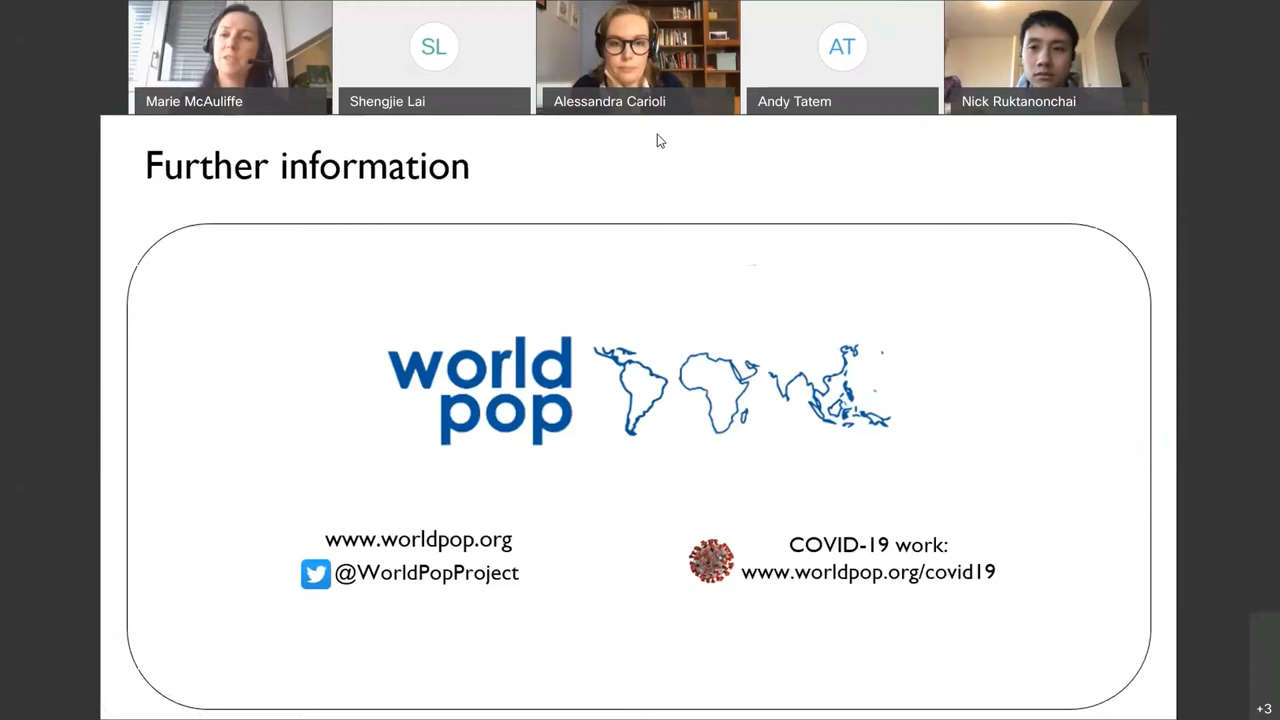 SL
AT
Marie McAuliffe
Shengjie Lai
Alessandra Carioli
Andy Tatem
Nick Ruktanonchai
Further information
world
pop
www.worldpop.org
@WorldPopProject
COVID-19 work:
www.worldpop.org/covid19
+3